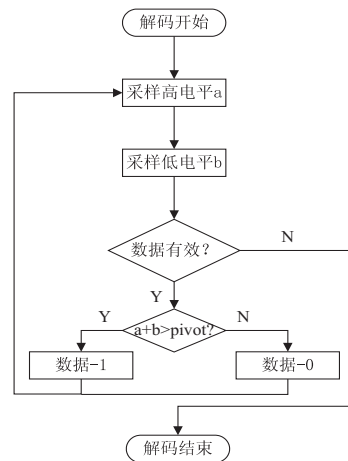 解码开始
采样高电平a
采样低电平b
数据有效?
N
Y
Y
a+b>pivot?
N
数据-1
数据-0
解码结束